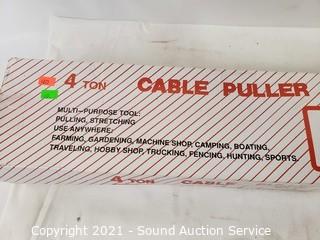 4 TON CABLE PULLER
MULTI-PURPOSE TOOL:
PULLING, STRETCHING
USE ANYWHERE:
FARMING, GARDENING, MACHINE SHOP, CAMPING, BOATING,
TRAVELING, HOBBY SHOP, TRUCKING, FENCING, HUNTING, SPORTS.
4 TON CABLE
Copyright 2021 - Sound Auction Service